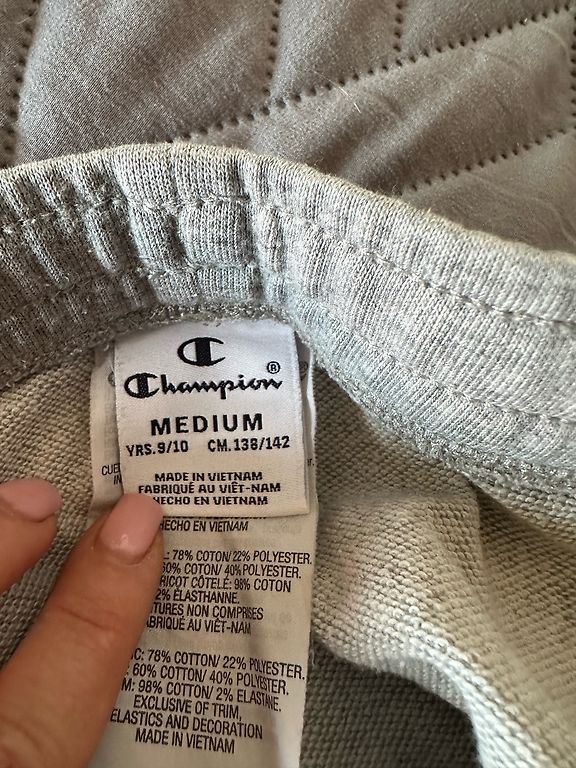 Champion®
MEDIUM
YRS. 9/10 CM. 138/142
MADE IN VIETNAM
FABRIQUÉ AU VIÊT-NAM
HECHO EN VIETNAM
HECHO EN VIETNAM
: 78% COTON/ 22% POLYESTER.
60% COTON/ 40% POLYESTER.
RICOT CÔTELÉ: 98% COTON
2% ÉLASTHANNE.
TURES NON COMPRISES
BRIQUÉ AU VIÊT-NAM
C: 78% COTTON/ 22% POLYESTER.
: 60% COTTON/ 40% POLYESTER.
M: 98% COTTON/ 2% ELASTANE.
EXCLUSIVE OF TRIM,
ELASTICS AND DECORATION
MADE IN VIETNAM